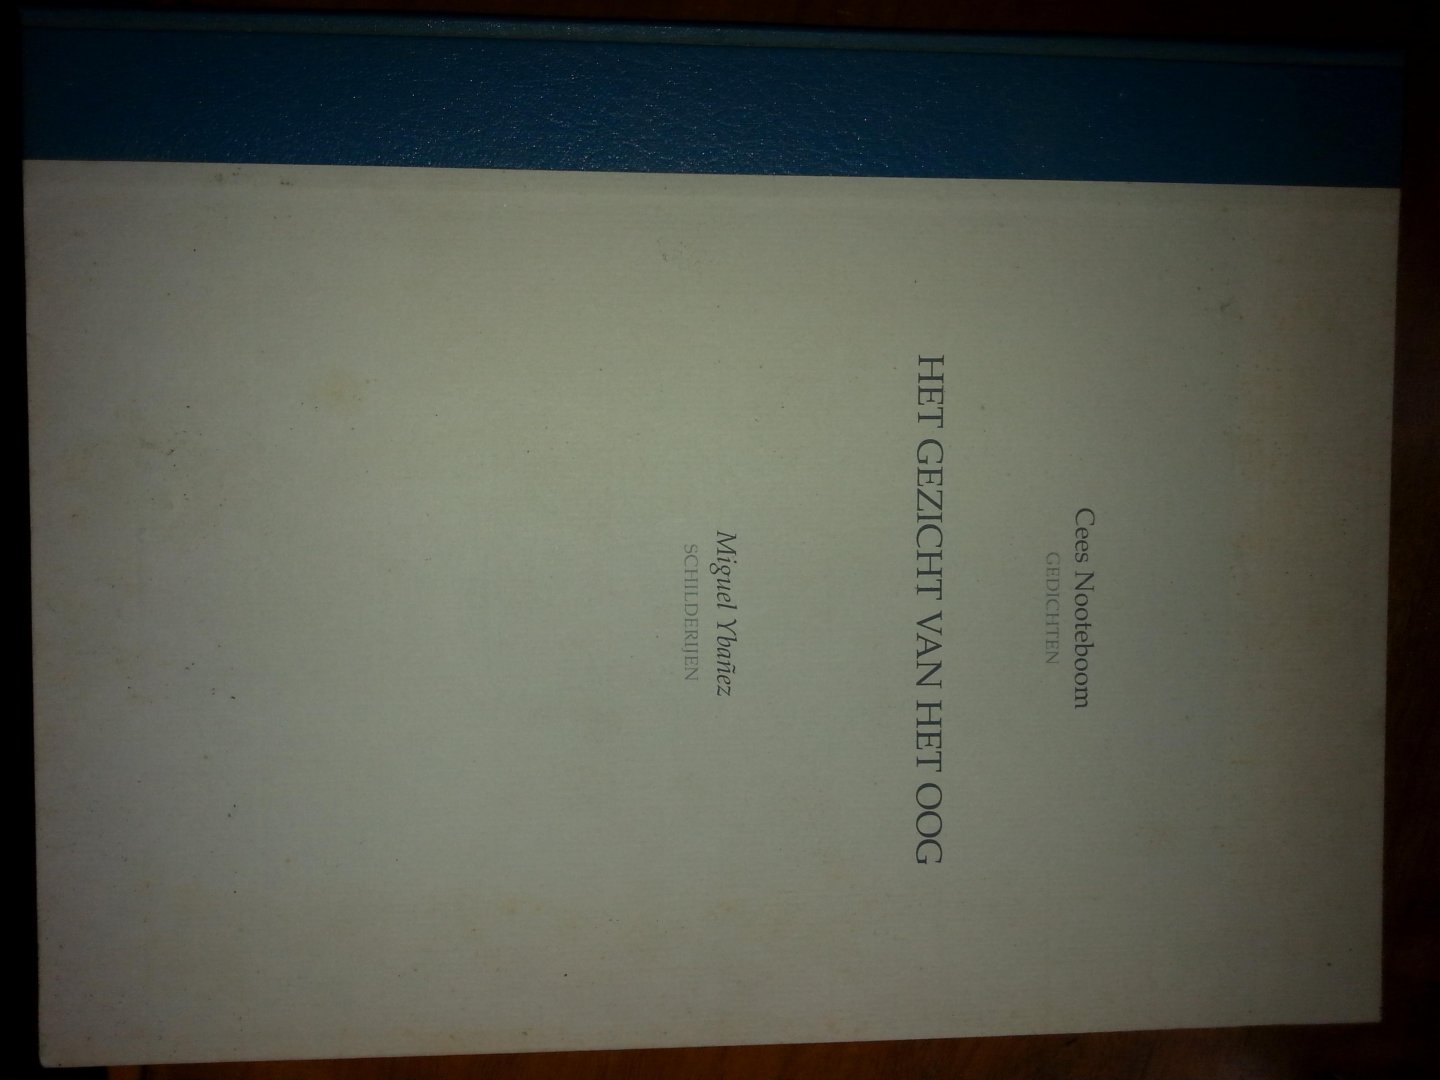 Cees Nooteboom
GEDICHTEN
HET GEZICHT VAN HET OOG
Miguel Ybañez
SCHILDERIJEN